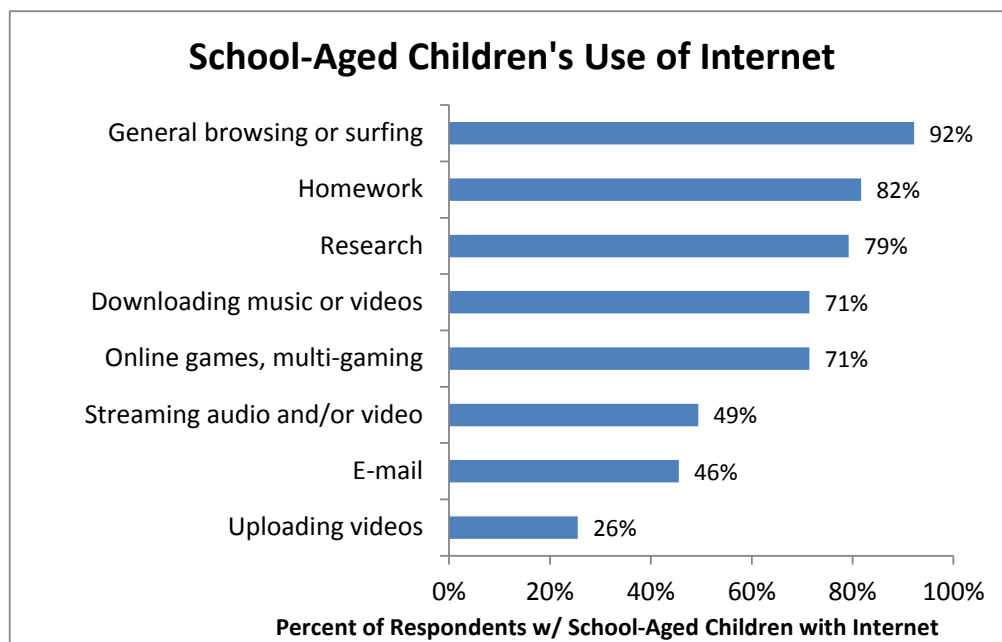 School-Aged Children's Use of Internet
General browsing or surfing 92%
Homework 82%
Research 79%
Downloading music or videos 71%
Online games, multi-gaming 71%
Streaming audio and/or video 49%
E-mail 46%
Uploading videos 26%
0% 20% 40% 60% 80% 100%
Percent of Respondents w/ School-Aged Children with Internet